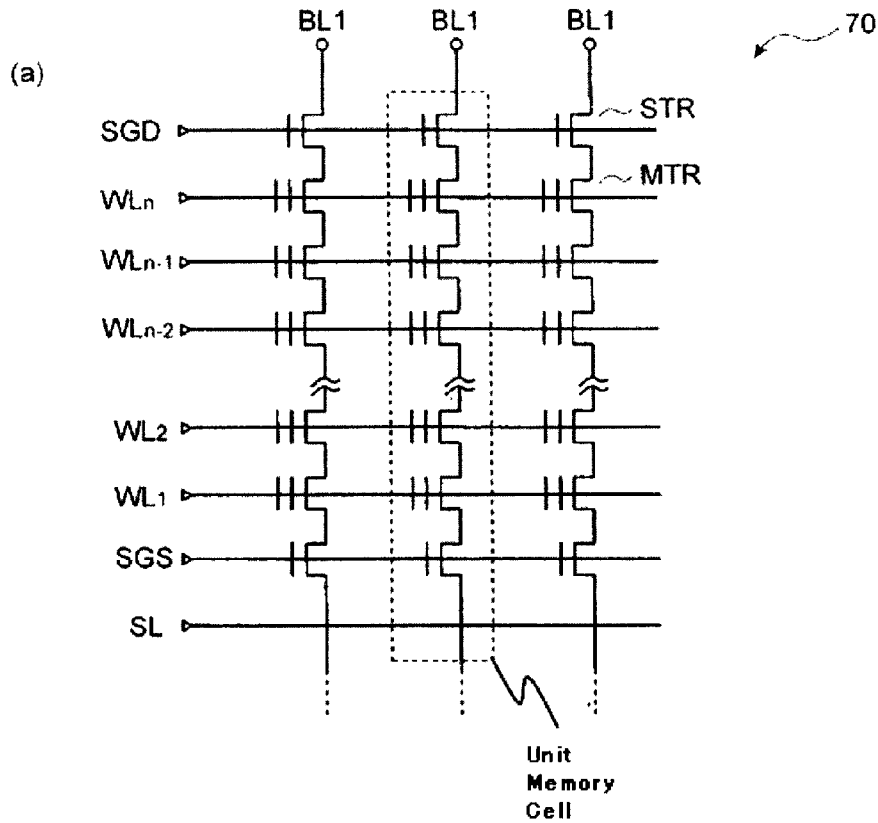 BL1 BL1 BL1
70
(a)
STR
SGD
MTR
WLn
WLn-1
WLn-2
WL2
WL1
SGS
SL
Unit
Memory
Cell